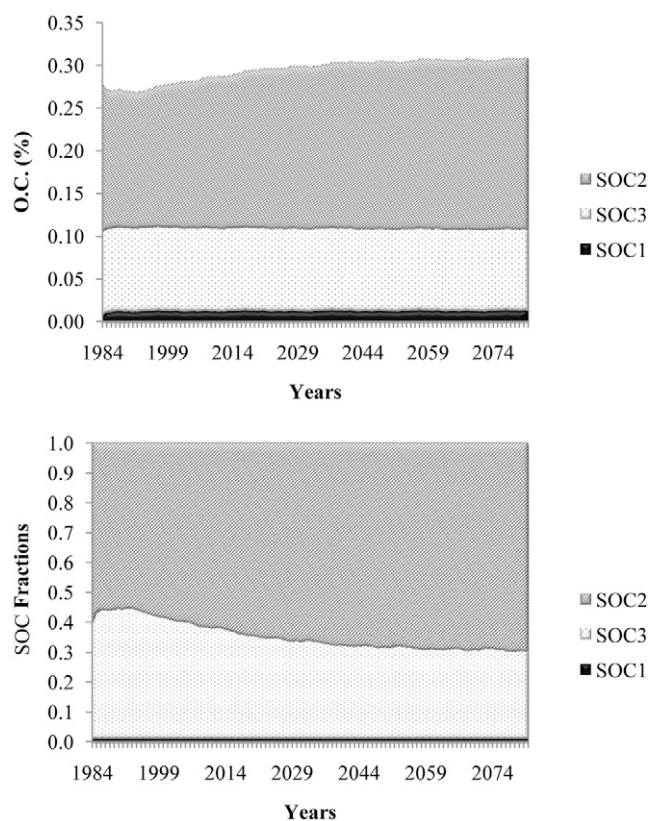 0.35
0.30
0.25
0.20
0.15
0.10
0.05
0.00
O.C. (%)
1984 1999 2014 2029 2044 2059 2074
Years
SOC2
SOC3
SOC1
1.0
0.9
0.8
0.7
0.6
0.5
0.4
0.3
0.2
0.1
0.0
SOC Fractions
1984 1999 2014 2029 2044 2059 2074
Years
SOC2
SOC3
SOC1